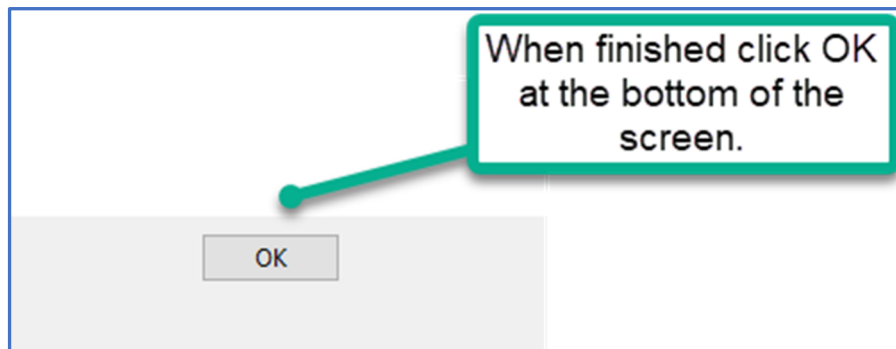 When finished click OK
at the bottom of the
screen.
OK